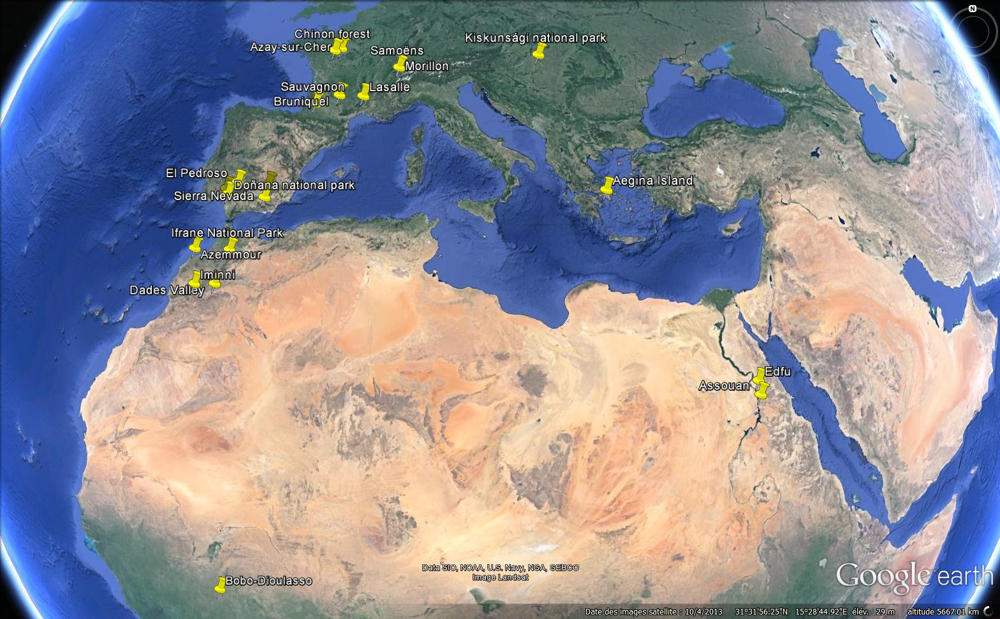 N
Chinon forest
Kiskunsági national park
Azay-sur-Cher
Samoëns
Morillon
Sauvagnon
Lasalle
Bruniquel
El Pedroso
Aegina Island
Doñana national park
Sierra Nevada
Ifrane National Park
Azemmour
Iminni
Dades Valley
Edfu
Assouan
Data SIO, NOAA, U.S. Navy, NGA, GEBCO
Image Landsat
Google earth
Bobo-Dioulasso
Date des images satellite : 10/4/2013 31°31'56.25"N 15°28'44.92"E élév. 29 m altitude 5667.01 km